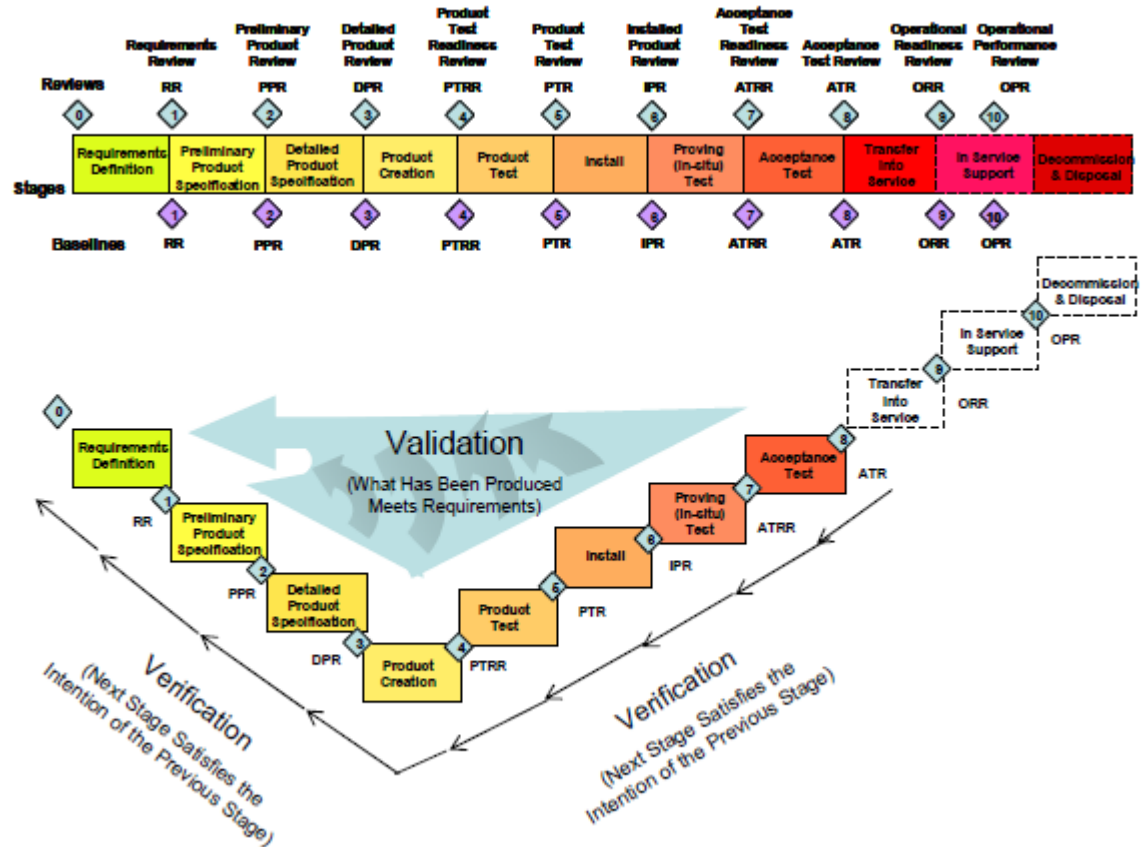 Requirements
Review
Preliminary
Product
Review
Detailed
Product
Review
Product
Test
Readiness
Review
Product
Test
Review
Installed
Product
Review
Acceptance
Test
Readiness
Review
Acceptance
Test Review
Operational
Readiness
Review
Operational
Performance
Review
Reviews
RR
PPR
DPR
PTRR
PTR
IPR
ATRR
ATR
ORR
OPR
0
1
2
3
4
5
6
7
8
9
10
Stages
Requirements
Definition
Preliminary
Product
Specification
Detailed
Product
Specification
Product
Creation
Product
Test
Install
Proving
(in-situ)
Test
Acceptance
Test
Transfer
Into
Service
In Service
Support
Decommission
& Disposal
1
2
3
4
5
6
7
8
9
10
Baselines
RR
PPR
DPR
PTRR
PTR
IPR
ATRR
ATR
ORR
OPR
Decommission
& Disposal
10
OPR
In Service
Support
9
ORR
Transfer
Into
Service
8
ATR
0
Requirements
Definition
Validation
(What Has Been Produced
Meets Requirements)
Acceptance
Test
7
ATRR
1
RR
Preliminary
Product
Specification
Proving
(in-situ)
Test
6
IPR
2
PPR
Detailed
Product
Specification
Install
5
PTR
3
DPR
Product
Creation
4
PTRR
Product
Test
Verification
(Next Stage Satisfies the
Intention of the Previous Stage)
Verification
(Next Stage Satisfies the
Intention of the Previous Stage)